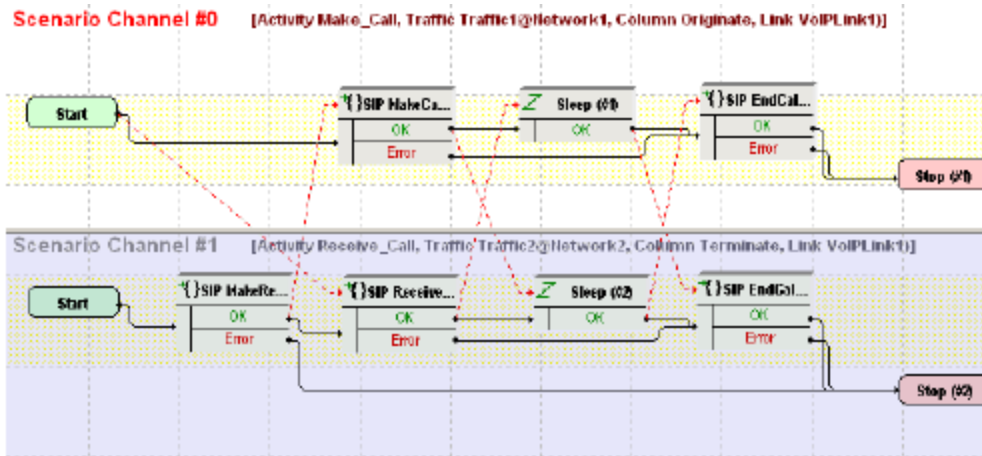 Scenario Channel #0 [Activity Make_Call, Traffic Traffic1@Network1, Column Originate, Link VoIPLink1)]
Start
{}SIP MakeCa...
OK
Error
Sleep (#1)
OK
{}SIP EndCal...
OK
Error
Stop (#1)
Scenario Channel #1 [Activity Receive_Call, Traffic Traffic2@Network2, Column Terminate, Link VoIPLink1)]
Start
{}SIP MakeRe...
OK
Error
{}SIP Receive...
OK
Error
Sleep (#2)
OK
{}SIP EndCal...
OK
Error
Stop (#2)